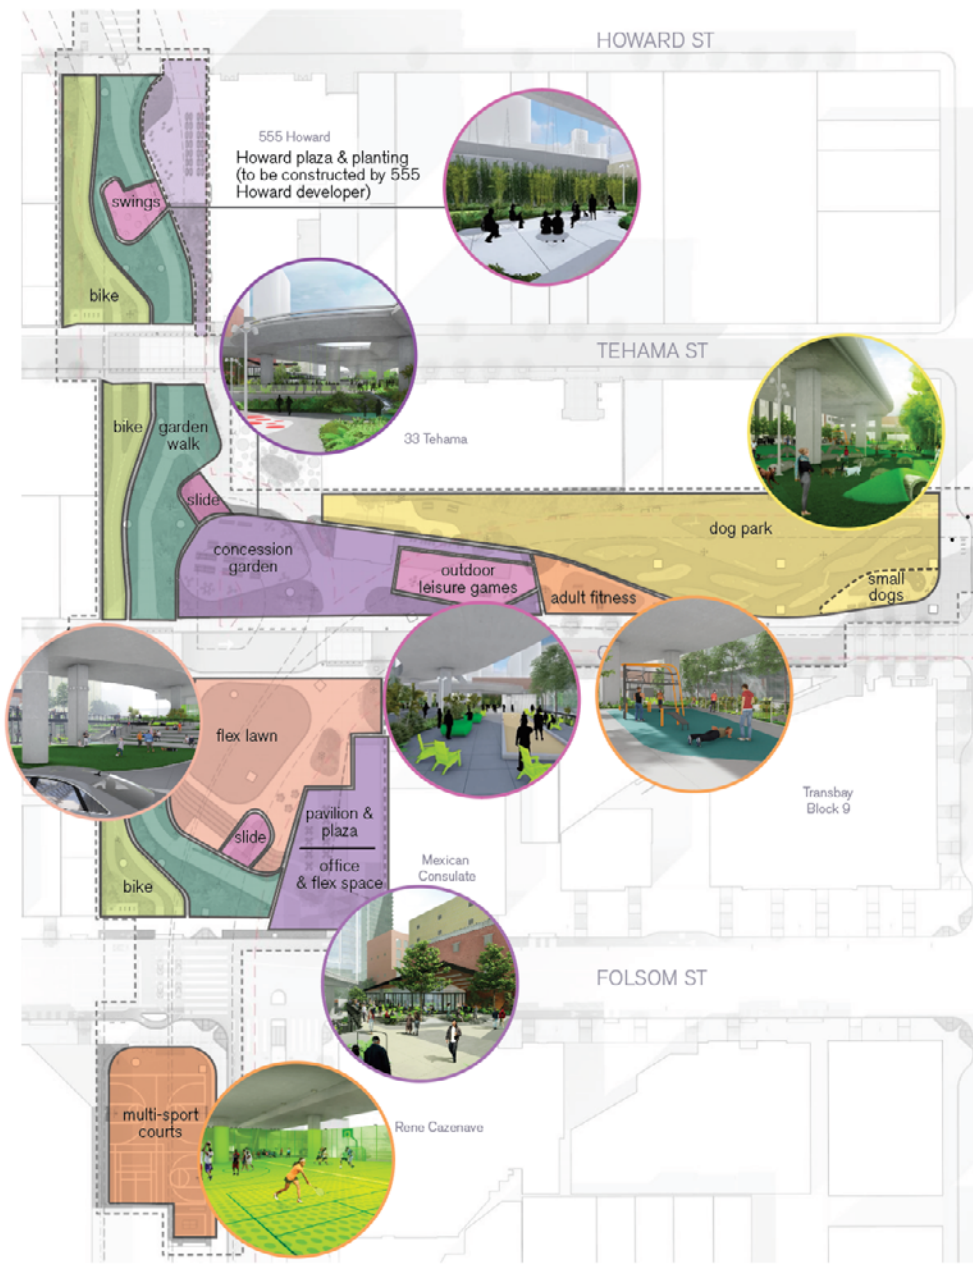 HOWARD ST
555 Howard
Howard plaza & planting
(to be constructed by 555
Howard developer)
swings
bike
TEHAMA ST
bike
garden
walk
33 Tehama
slide
concession
garden
dog park
outdoor
leisure games
adult fitness
small
dogs
flex lawn
slide
pavilion &
plaza
office
& flex space
Transbay
Block 9
Mexican
Consulate
bike
FOLSOM ST
multi-sport
courts
Rene Cazenave